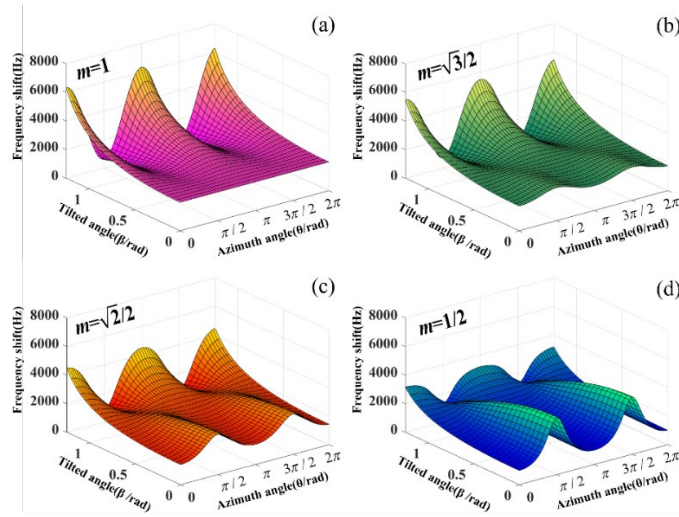 (a)
m=1
Frequency shift(Hz)
8000
6000
4000
2000
0
Tilted angle(β/rad)
1
0.5
0
Azimuth angle(θ/rad)
0
π / 2
π
3π / 2
2π
(b)
m=√3/2
Frequency shift(Hz)
8000
6000
4000
2000
0
Tilted angle(β /rad)
1
0.5
0
Azimuth angle(θ/rad)
0
π / 2
π
3π / 2
2π
(c)
m=√2/2
Frequency shift(Hz)
8000
6000
4000
2000
0
Tilted angle(β /rad)
1
0.5
0
Azimuth angle(θ/rad)
0
π / 2
π
3π / 2
2π
(d)
m=1/2
Frequency shift(Hz)
8000
6000
4000
2000
0
Tilted angle(β /rad)
1
0.5
0
Azimuth angle(θ/rad)
0
π / 2
π
3π / 2
2π